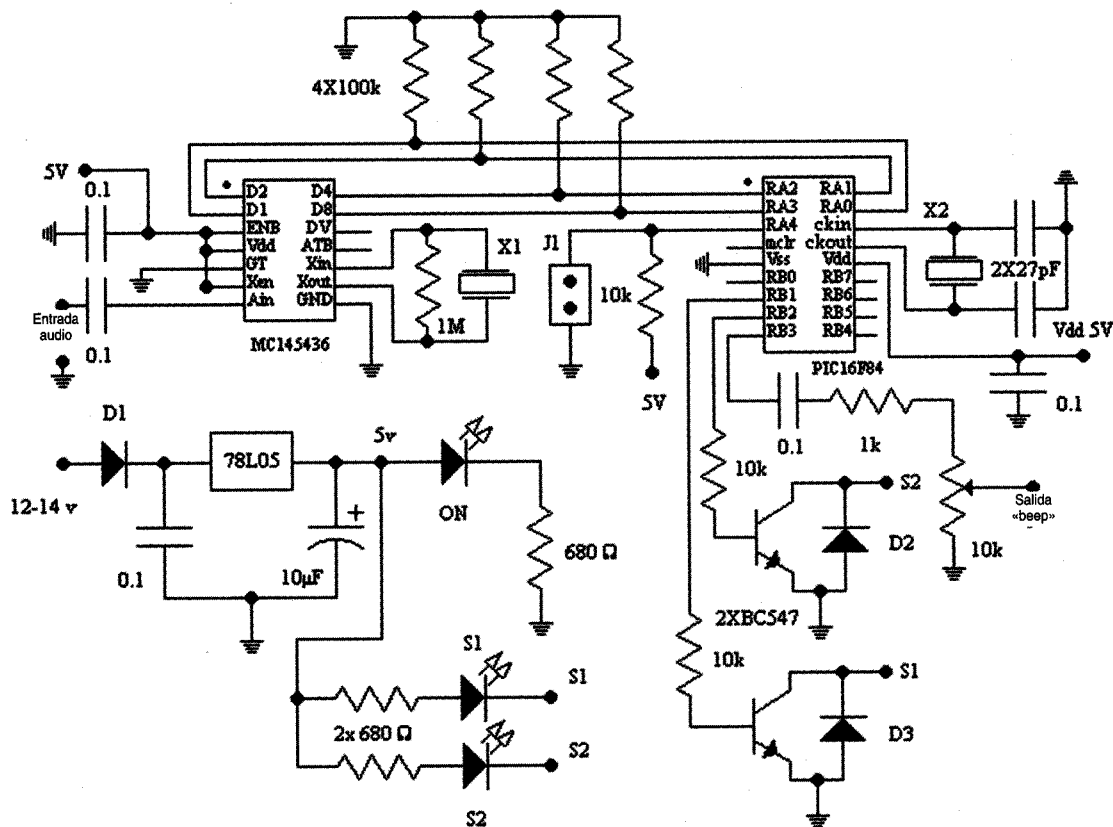 4X100k
5V
0.1
D2 D4
D1 D8
ENB DV
Vdd ATB
GT Xin
Xen Xout
Ain GND
MC145436
Entrada
audio
0.1
X1
1M
J1
10k
5V
RA2 RA1
RA3 RA0
RA4 ckin
mclr ckout
Vss Vdd
RB0 RB7
RB1 RB6
RB2 RB5
RB3 RB4
PIC16F84
X2
2X27pF
Vdd 5V
0.1
D1
78L05
12-14 v
0.1
10µF
+
5v
ON
680 Ω
0.1
1k
10k
S2
D2
Salida
«beep»
10k
2XBC547
10k
S1
D3
S1
S1
2x 680 Ω
S2
S2